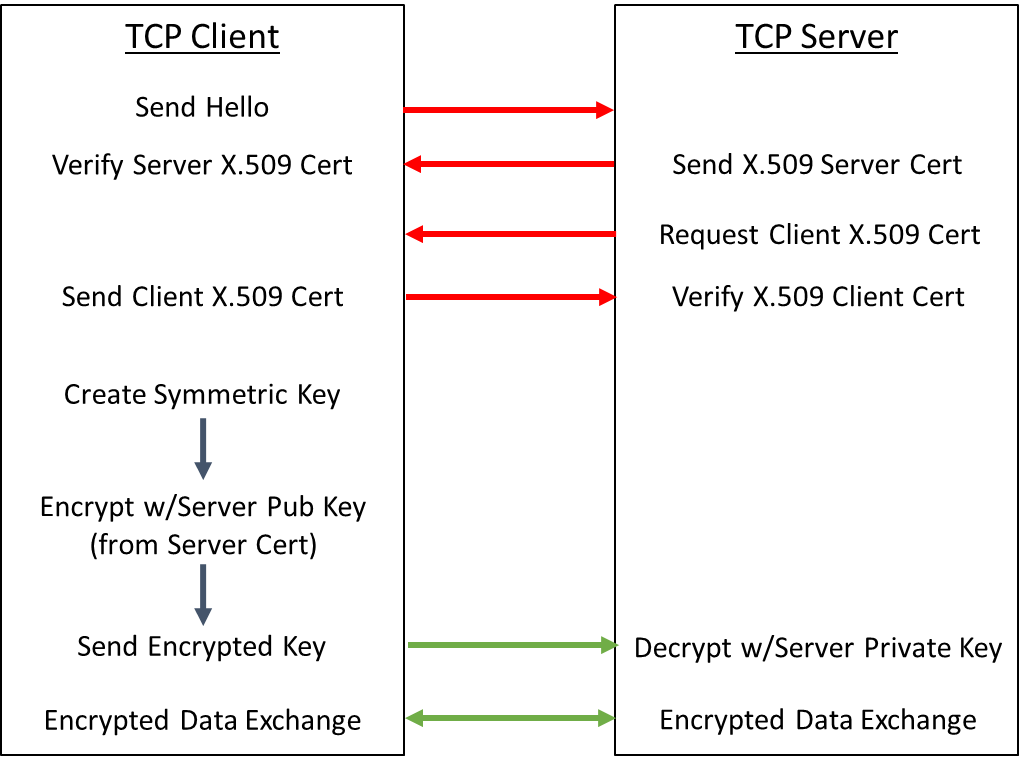 TCP Client
TCP Server
Send Hello
Verify Server X.509 Cert
Send X.509 Server Cert
Request Client X.509 Cert
Send Client X.509 Cert
Verify X.509 Client Cert
Create Symmetric Key
Encrypt w/Server Pub Key
(from Server Cert)
Send Encrypted Key
Decrypt w/Server Private Key
Encrypted Data Exchange
Encrypted Data Exchange